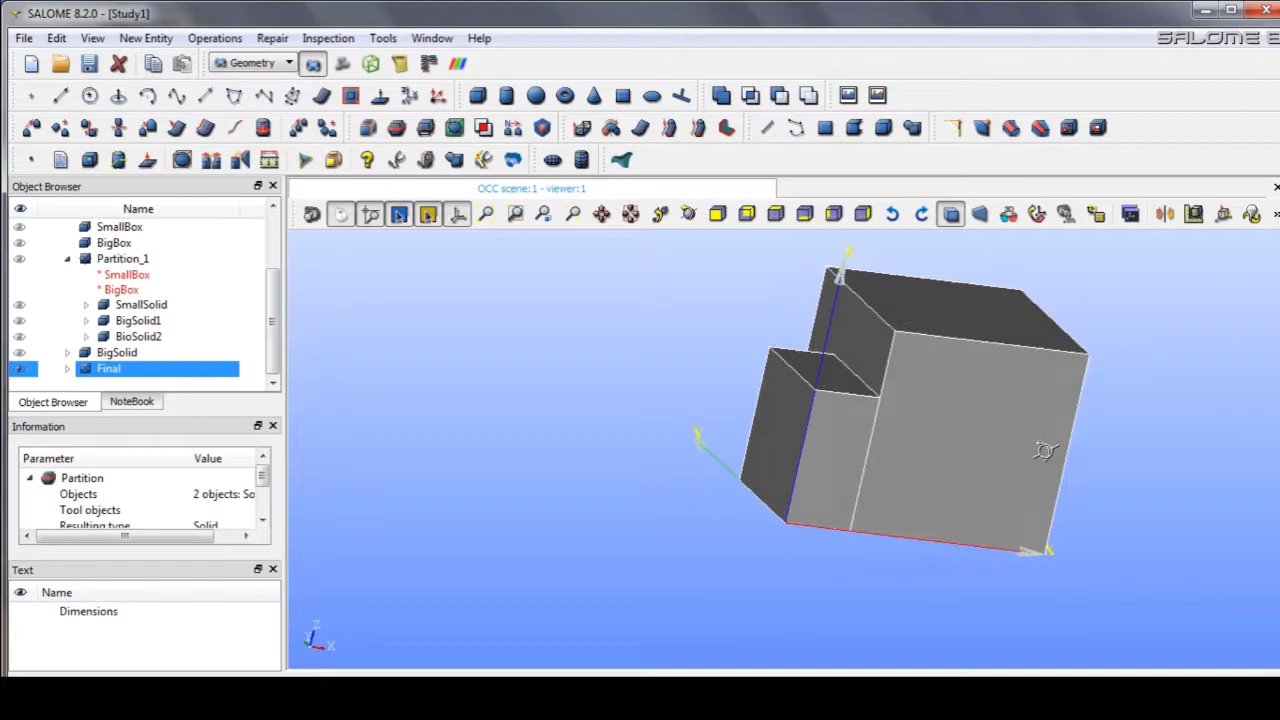 SALOME 8.2.0 - [Study1]
File Edit View New Entity Operations Repair Inspection Tools Window Help
SALOME
Geometry
Object Browser
OCC scene:1 - viewer:1
Name
SmallBox
BigBox
Partition_1
* SmallBox
* BigBox
SmallSolid
BigSolid1
BioSolid2
BigSolid
Final
Object Browser NoteBook
Information
Parameter Value
Partition
Objects 2 objects: So
Tool objects
Resulting type Solid
Text
Name
Dimensions
Z
X
X